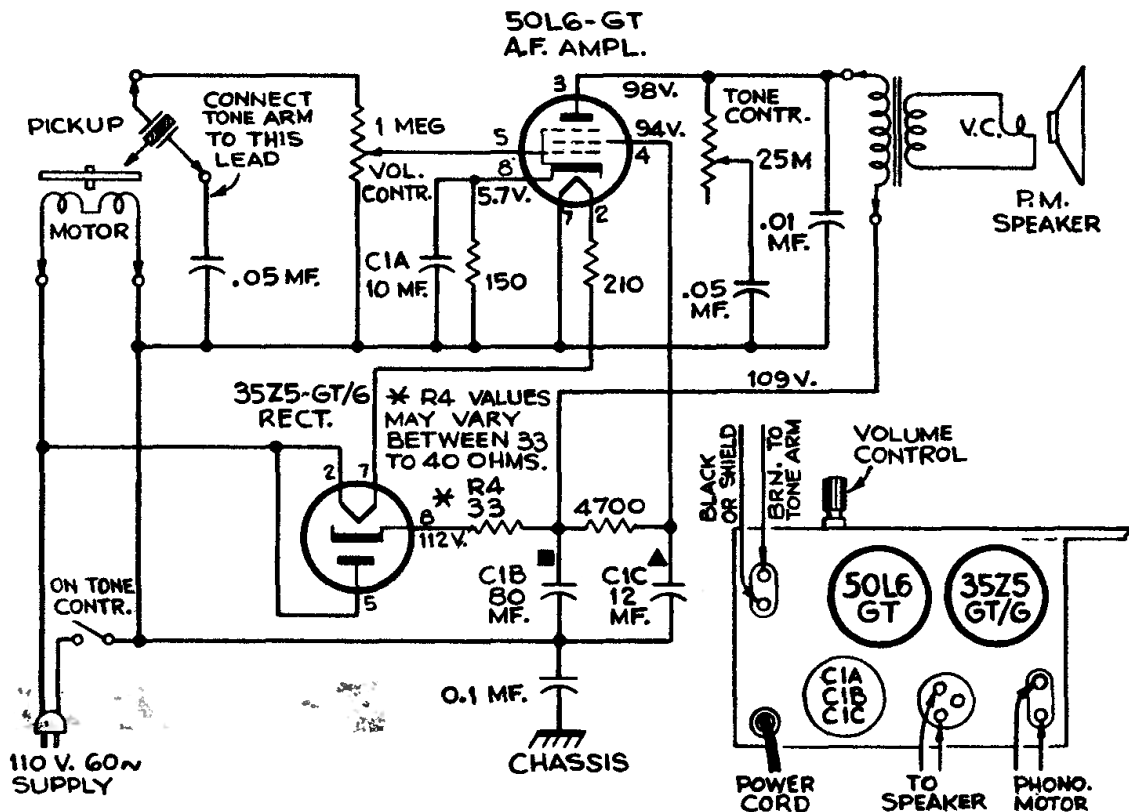 50L6-GT
A.F. AMPL.
PICKUP
CONNECT
TONE ARM
TO THIS
LEAD
1 MEG
VOL.
CONTR.
3
98V.
5
8
5.7V.
94V.
4
7
2
TONE
CONTR.
25M
V.C.
P.M.
SPEAKER
MOTOR
.05 MF.
C1A
10 MF.
150
210
.05
MF.
.01
MF.
109V.
35Z5-GT/G
RECT.
* R4 VALUES
MAY VARY
BETWEEN 33
TO 40 OHMS.
2
7
* R4
33
8
112V.
5
4700
C1B
80
MF.
C1C
12
MF.
ON TONE
CONTR.
0.1 MF.
CHASSIS
110 V. 60~
SUPPLY
BLACK
OR SHIELD
BRN. TO
TONE ARM
VOLUME
CONTROL
50L6
GT
35Z5
GT/G
C1A
C1B
C1C
POWER
CORD
TO
SPEAKER
PHONO.
MOTOR